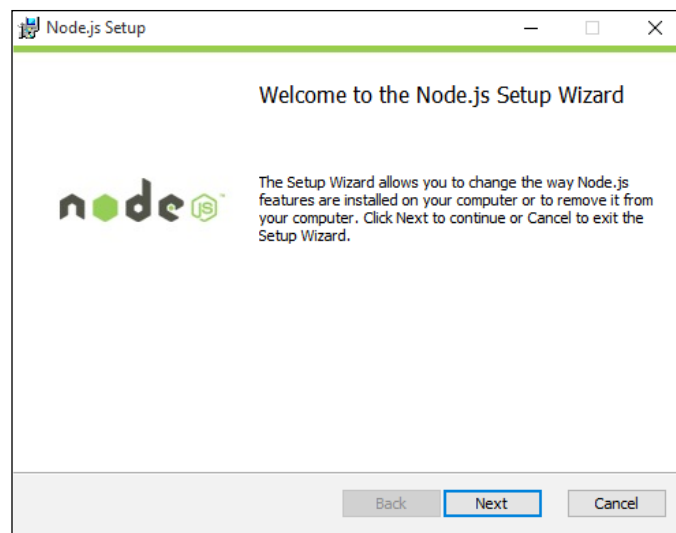 Node.js Setup
Welcome to the Node.js Setup Wizard
node JS
The Setup Wizard allows you to change the way Node.js
features are installed on your computer or to remove it from
your computer. Click Next to continue or Cancel to exit the
Setup Wizard.
Back Next Cancel